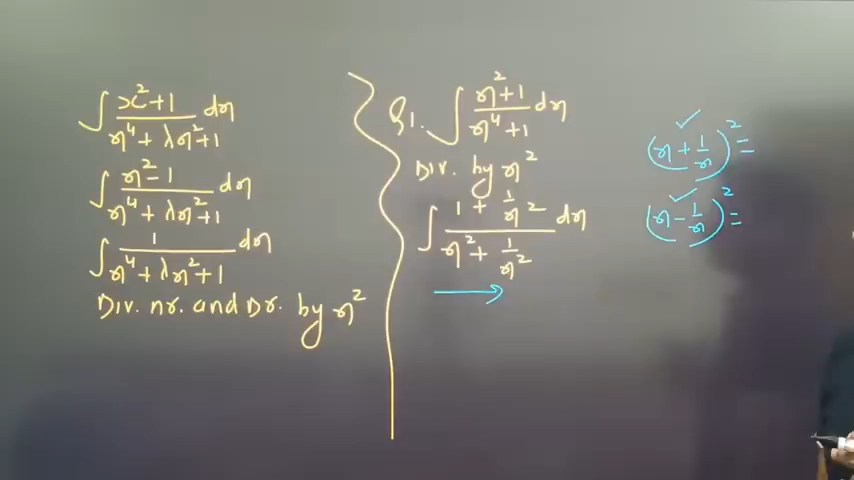 ∫ (x²+1)/(x⁴+λx²+1) dx
∫ (x²-1)/(x⁴+λx²+1) dx
∫ 1/(x⁴+λx²+1) dx
Div. nr. and Dr. by x²
Q1. ∫ (x²+1)/(x⁴+1) dx
Div. by x²
∫ (1+1/x²)/(x²+1/x²) dx
→
✓
(x+1/x)² =
✓
(x-1/x)² =